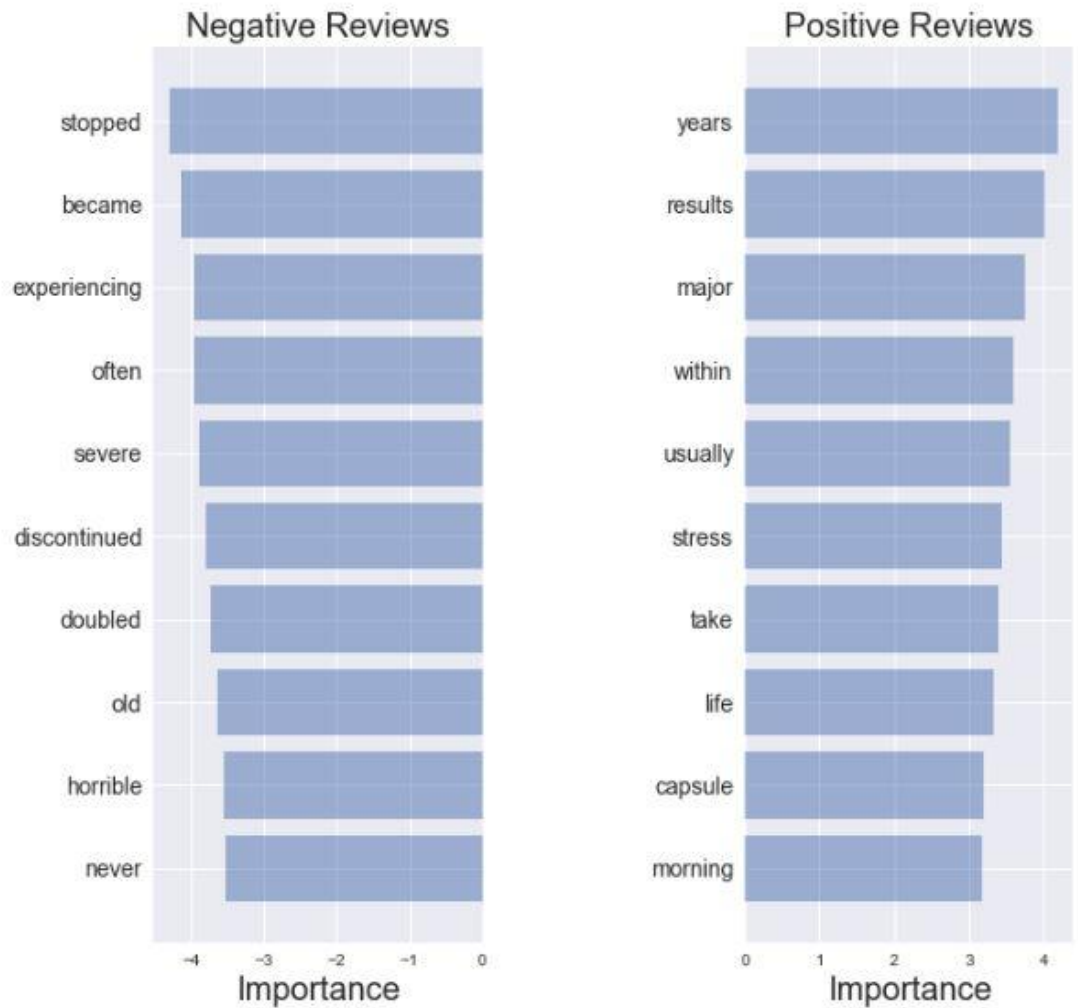 Negative Reviews
stopped
became
experiencing
often
severe
discontinued
doubled
old
horrible
never
−4 −3 −2 −1 0
Importance
Positive Reviews
years
results
major
within
usually
stress
take
life
capsule
morning
0 1 2 3 4
Importance